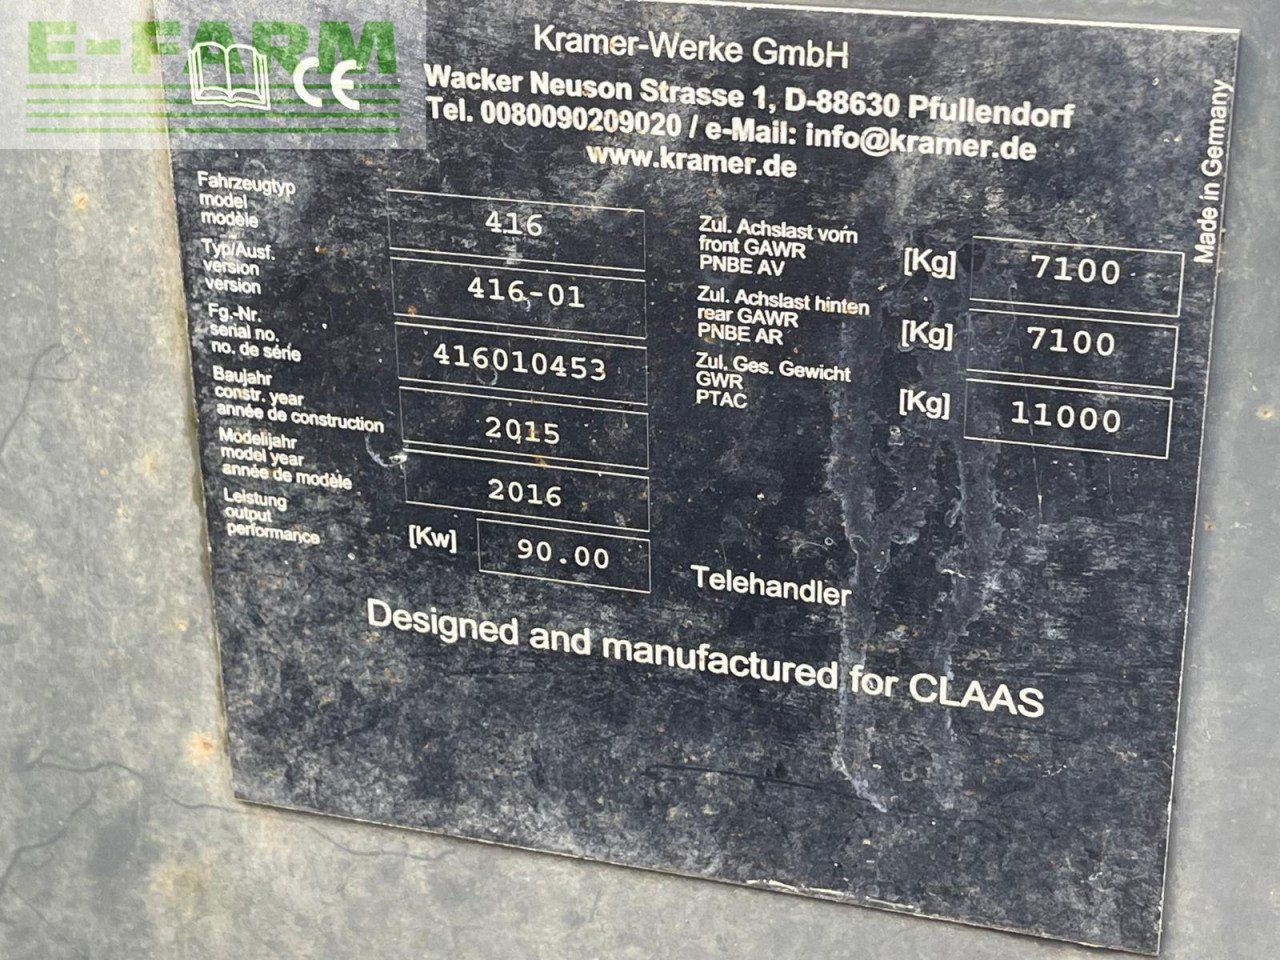 E-FARM
CE
Kramer-Werke GmbH
Wacker Neuson Strasse 1, D-88630 Pfullendorf
Tel. 0080090209020 / e-Mail: info@kramer.de
www.kramer.de
Made in Germany
Fahrzeugtyp
model
modèle
416
Typ/Ausf.
version
version
416-01
Fg.-Nr.
serial no.
no. de série
416010453
Baujahr
constr. year
année de construction
2015
Modelljahr
model year
année de modèle
2016
Leistung
output
performance
[Kw] 90.00
Zul. Achslast vorn
front GAWR
PNBE AV
[Kg] 7100
Zul. Achslast hinten
rear GAWR
PNBE AR
[Kg] 7100
Zul. Ges. Gewicht
GWR
PTAC
[Kg] 11000
Telehandler
Designed and manufactured for CLAAS